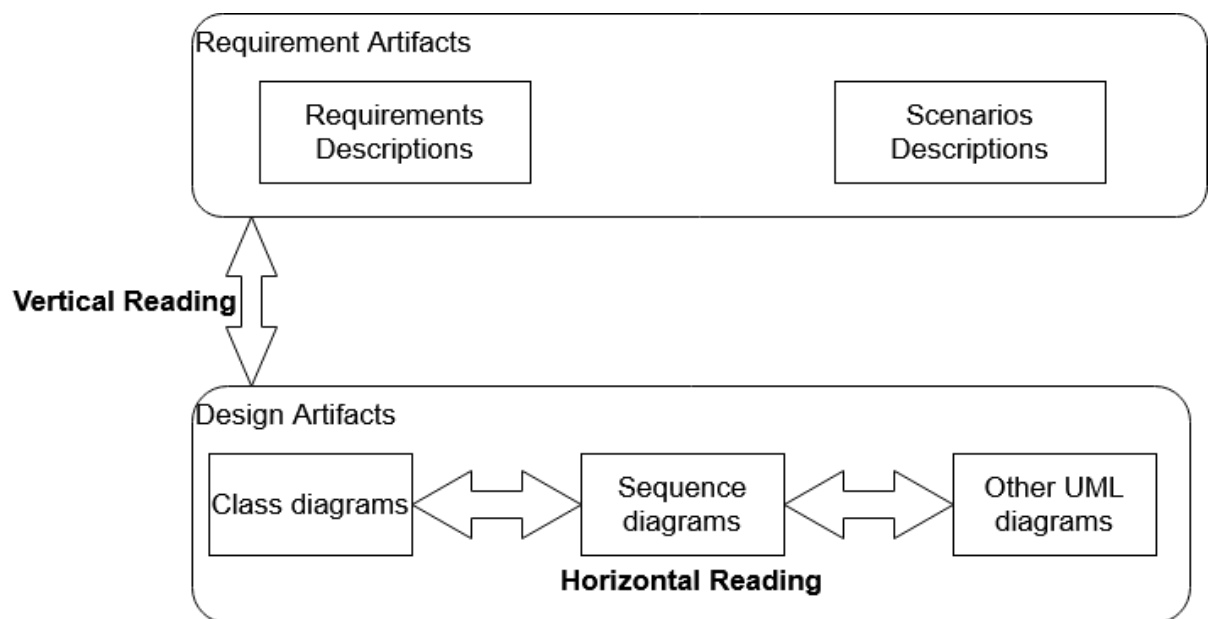 Requirement Artifacts
Requirements
Descriptions
Scenarios
Descriptions
Vertical Reading
Design Artifacts
Class diagrams
Sequence
diagrams
Other UML
diagrams
Horizontal Reading